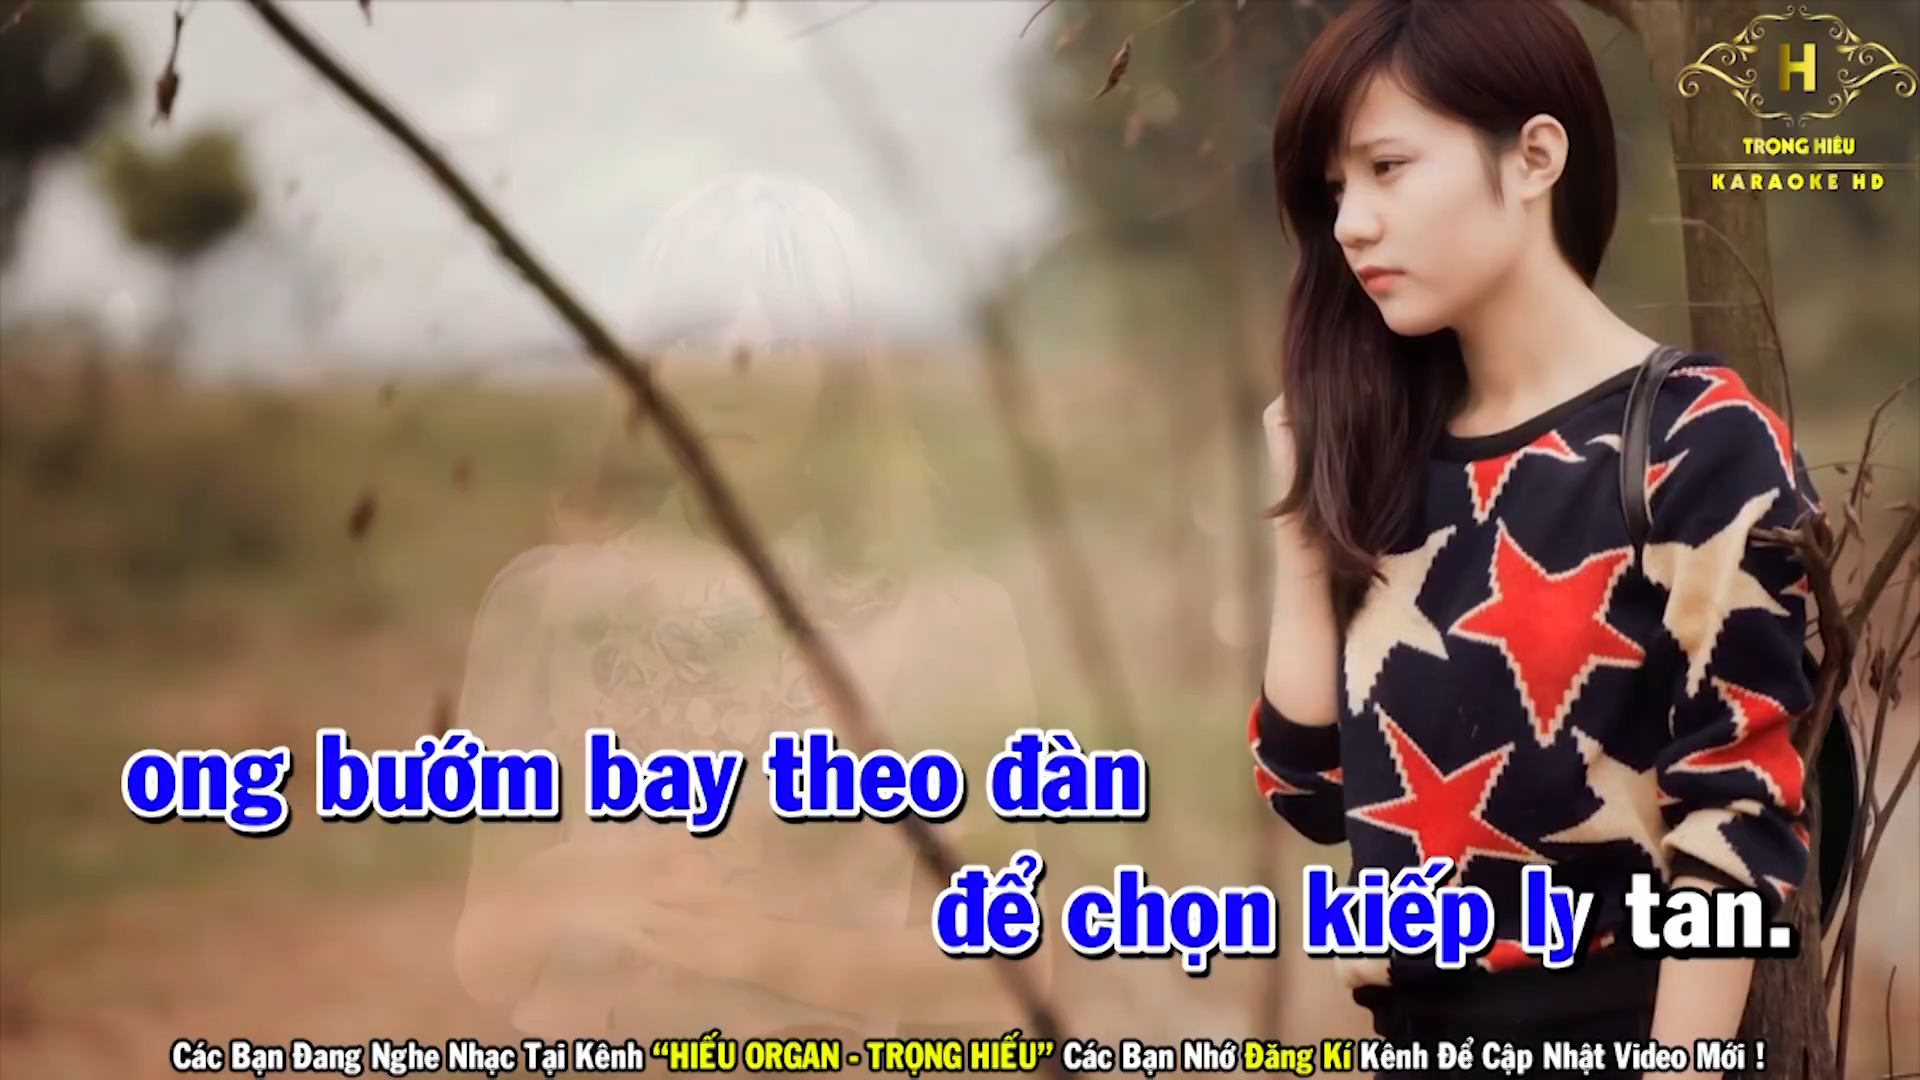 H
TRỌNG HIẾU
KARAOKE HD
ong bướm bay theo đàn
để chọn kiếp ly tan.
Các Bạn Đang Nghe Nhạc Tại Kênh “HIẾU ORGAN - TRỌNG HIẾU” Các Bạn Nhớ Đăng Kí Kênh Để Cập Nhật Video Mới !